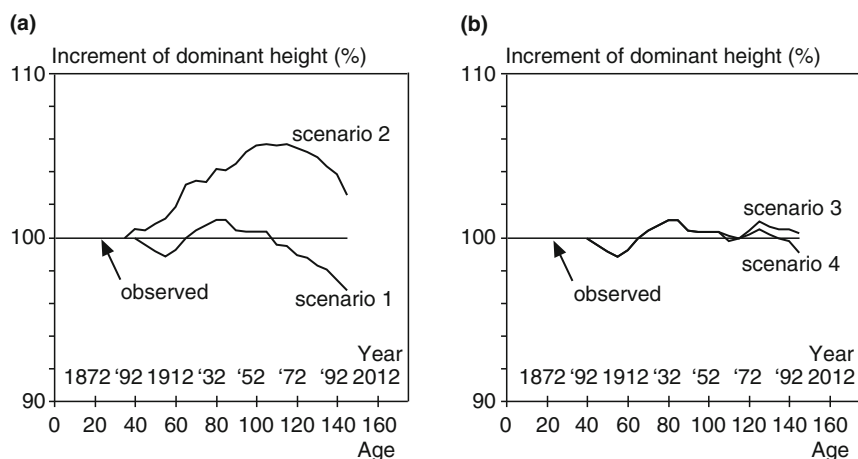 (a)
Increment of dominant height (%)
110
scenario 2
100
observed
scenario 1
Year
1872 ‘92 1912 ‘32 ‘52 ‘72 ‘92 2012
90
0 20 40 60 80 100 120 140 160
Age
(b)
Increment of dominant height (%)
110
scenario 3
100
scenario 4
observed
Year
1872 ‘92 1912 ‘32 ‘52 ‘72 ‘92 2012
90
0 20 40 60 80 100 120 140 160
Age